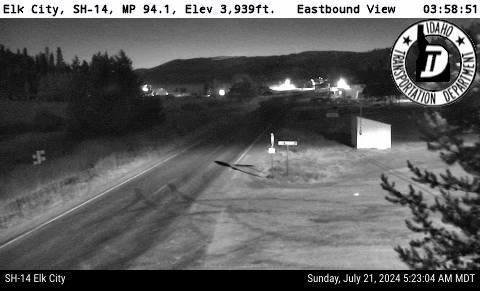 Elk City, SH-14, MP 94.1, Elev 3,939ft. Eastbound View 03:58:51
IDAHO
TRANSPORTATION DEPARTMENT
SH-14 Elk City Sunday, July 21, 2024 5:23:04 AM MDT